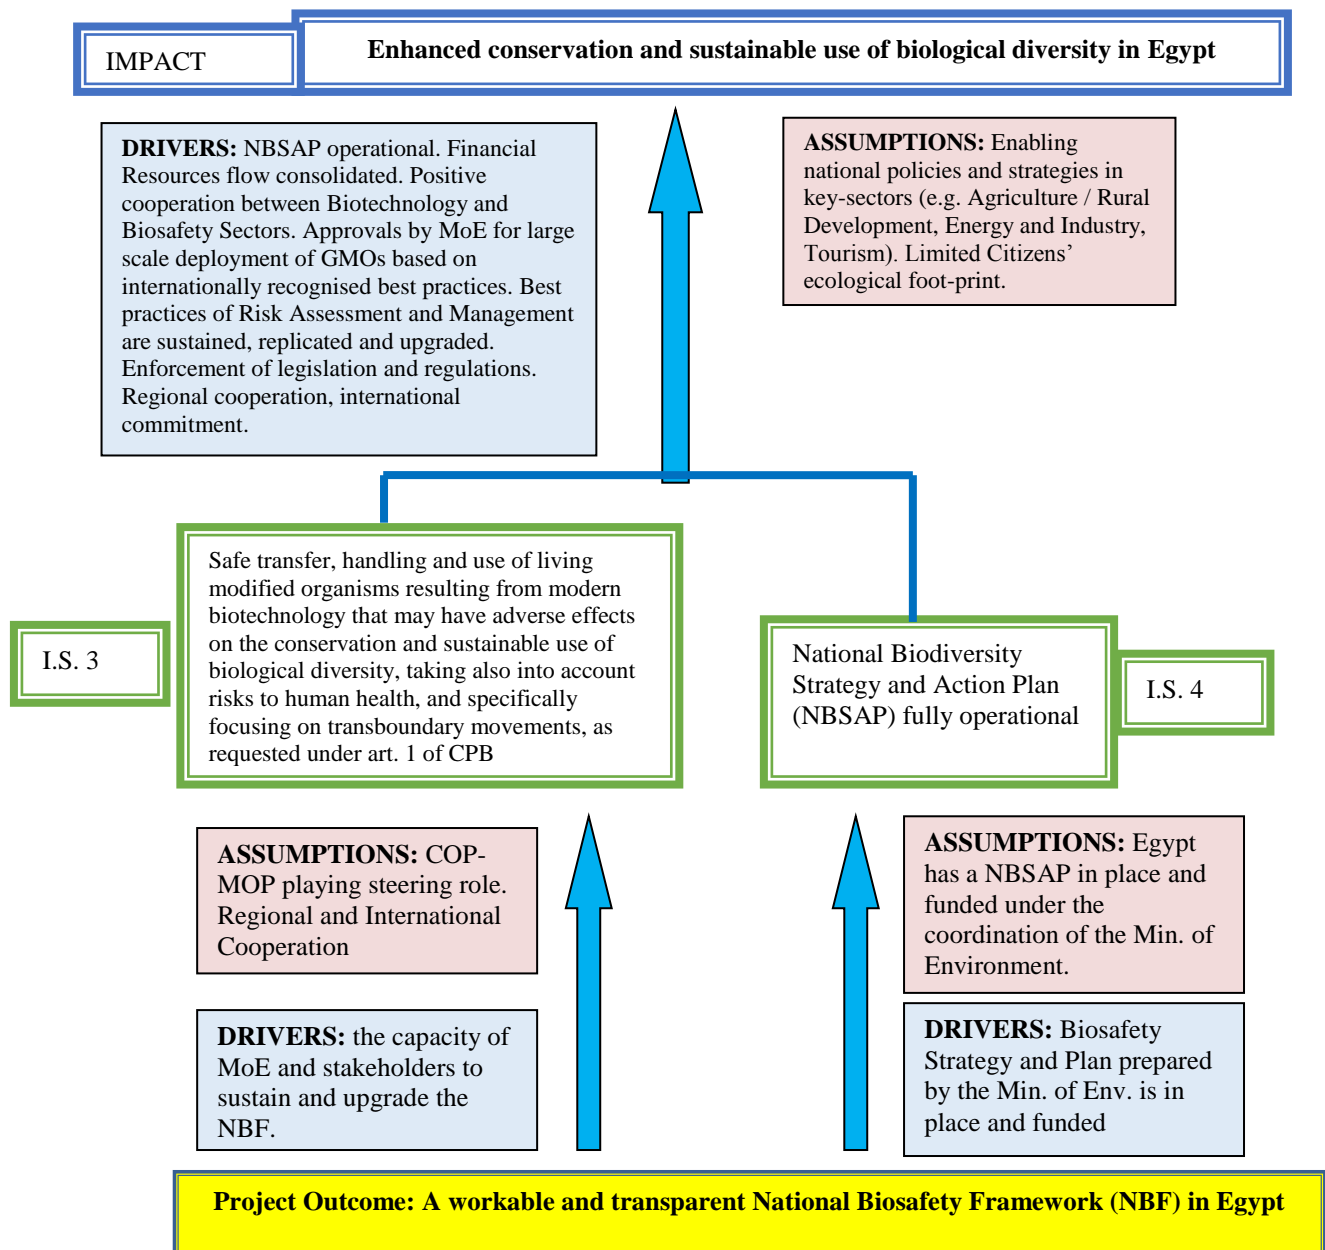 IMPACT
Enhanced conservation and sustainable use of biological diversity in Egypt
DRIVERS: NBSAP operational. Financial
Resources flow consolidated. Positive
cooperation between Biotechnology and
Biosafety Sectors. Approvals by MoE for large
scale deployment of GMOs based on
internationally recognised best practices. Best
practices of Risk Assessment and Management
are sustained, replicated and upgraded.
Enforcement of legislation and regulations.
Regional cooperation, international
commitment.
ASSUMPTIONS: Enabling
national policies and strategies in
key-sectors (e.g. Agriculture / Rural
Development, Energy and Industry,
Tourism). Limited Citizens’
ecological foot-print.
I.S. 3
Safe transfer, handling and use of living
modified organisms resulting from modern
biotechnology that may have adverse effects
on the conservation and sustainable use of
biological diversity, taking also into account
risks to human health, and specifically
focusing on transboundary movements, as
requested under art. 1 of CPB
National Biodiversity
Strategy and Action Plan
(NBSAP) fully operational
I.S. 4
ASSUMPTIONS: COP-
MOP playing steering role.
Regional and International
Cooperation
ASSUMPTIONS: Egypt
has a NBSAP in place and
funded under the
coordination of the Min. of
Environment.
DRIVERS: the capacity of
MoE and stakeholders to
sustain and upgrade the
NBF.
DRIVERS: Biosafety
Strategy and Plan prepared
by the Min. of Env. is in
place and funded
Project Outcome: A workable and transparent National Biosafety Framework (NBF) in Egypt